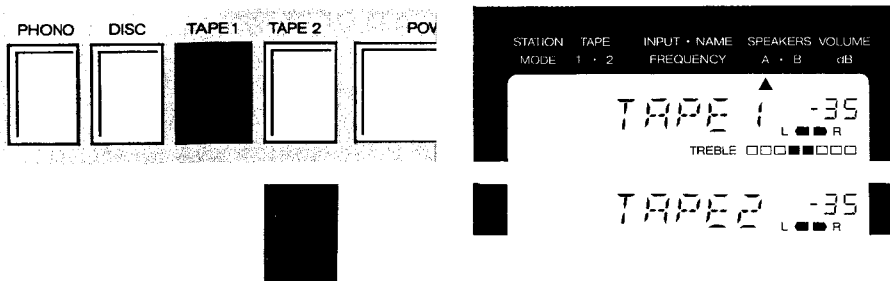 PHONO DISC TAPE 1 TAPE 2 POW
STATION TAPE INPUT • NAME SPEAKERS VOLUME
MODE 1 • 2 FREQUENCY A • B dB
TAPE 1 -35
L R
TREBLE
TAPE2 -35
L R